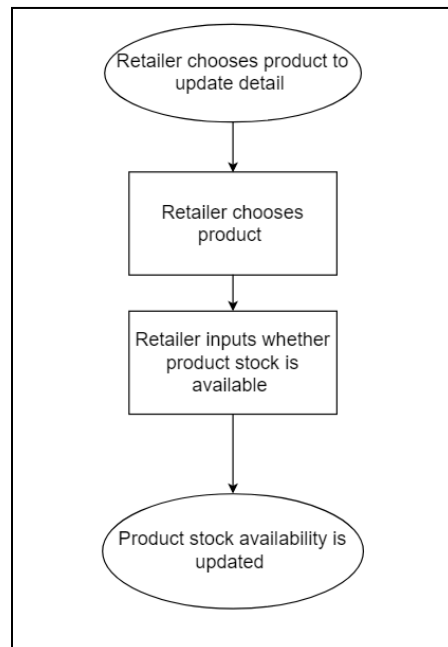 Retailer chooses product to
update detail
Retailer chooses
product
Retailer inputs whether
product stock is
available
Product stock availability is
updated